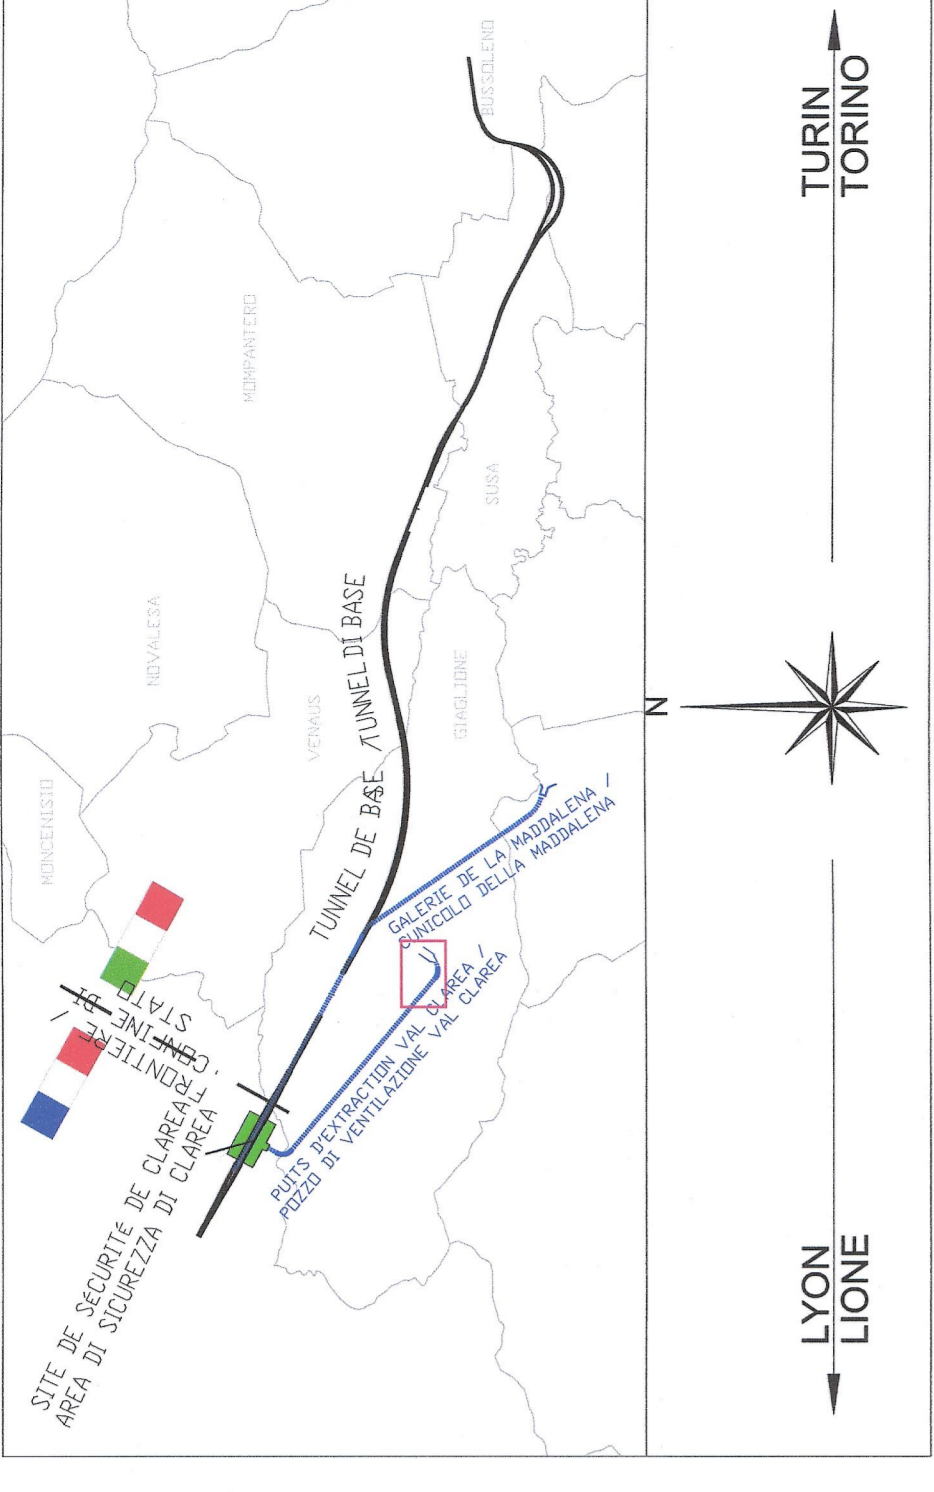 SITE DE SÉCURITÉ DE CLAREA /
AREA DI SICUREZZA DI CLAREA
FRONTIERE /
CONFINE DI
STATO
MONCENISIO
NOVALESA
MOMPANTERO
VENAUS
TUNNEL DE BASE / TUNNEL DI BASE
GIAGLIONE
SUSA
BUSSOLENO
PUITS D'EXTRACTION VAL CLAREA /
POZZO DI VENTILAZIONE VAL CLAREA
GALERIE DE LA MADDALENA /
CUNICOLO DELLA MADDALENA
N
LYON
LIONE
TURIN
TORINO